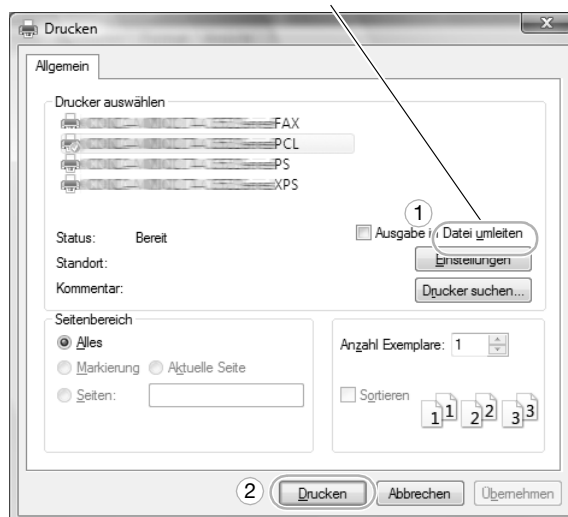 Drucken
x
Allgemein
Drucker auswählen
FAX
PCL
PS
XPS
1
Status: Bereit
Ausgabe in Datei umleiten
Standort:
Einstellungen
Kommentar:
Drucker suchen...
Seitenbereich
Alles
Anzahl Exemplare: 1
Markierung Aktuelle Seite
Seiten:
Sortieren
1 1 2 2 3 3
2 Drucken Abbrechen Übernehmen